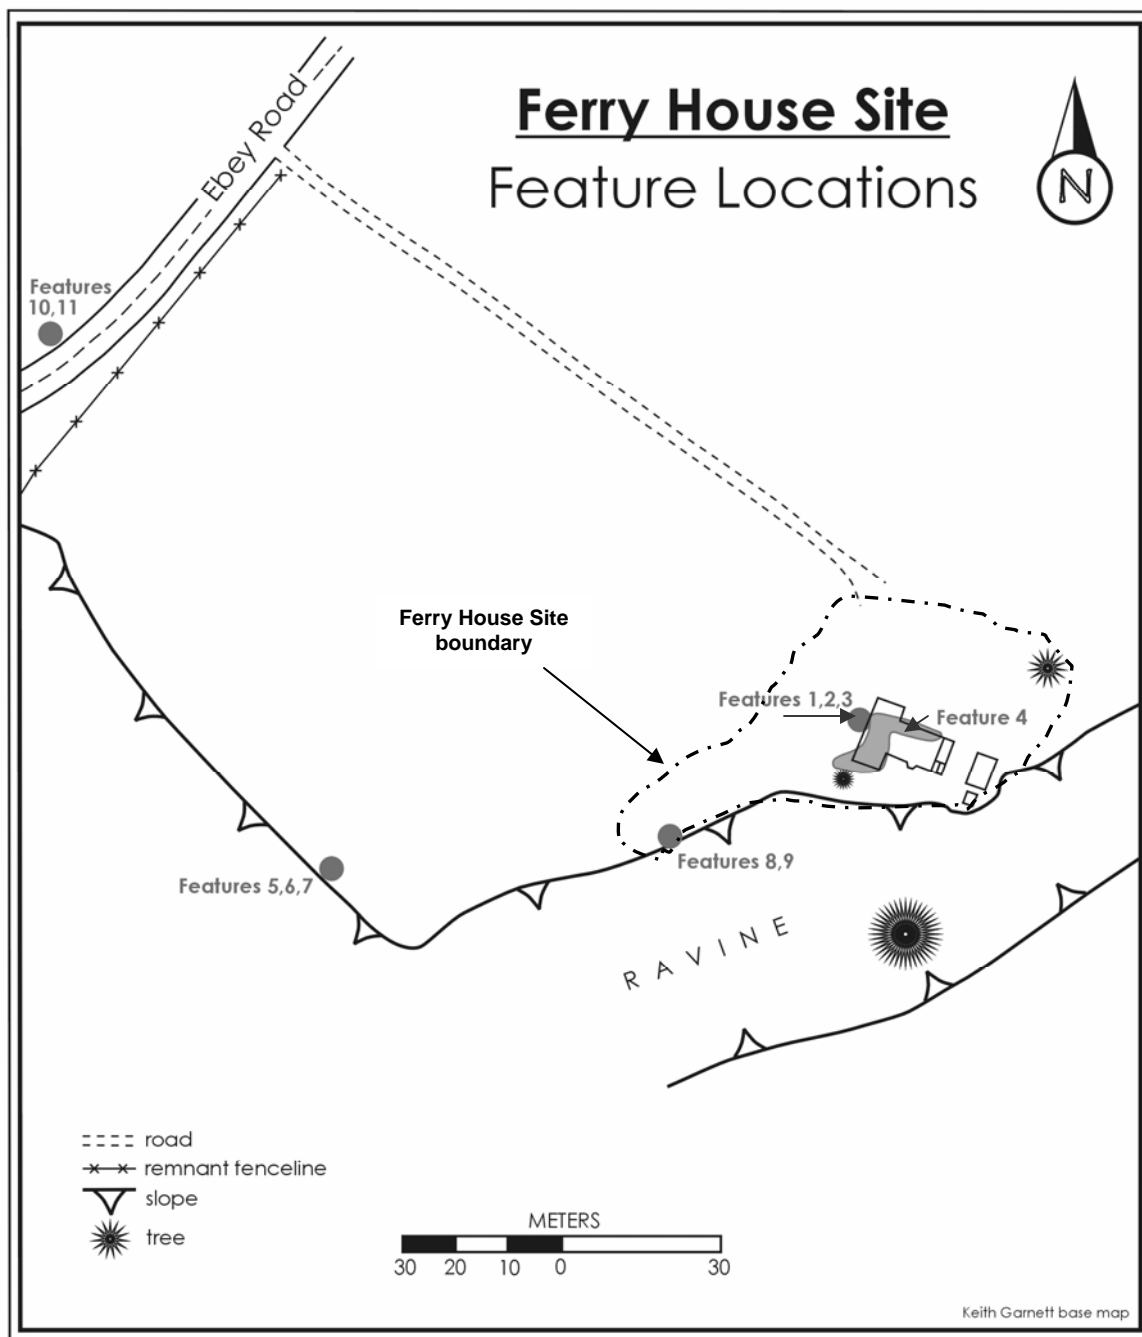 Ferry House Site
Feature Locations
N
Ebey Road
Features
10,11
Ferry House Site
boundary
Features 1,2,3
Feature 4
Features 8,9
Features 5,6,7
RAVINE
road
remnant fenceline
slope
tree
METERS
30 20 10 0 30
Keith Garnett base map